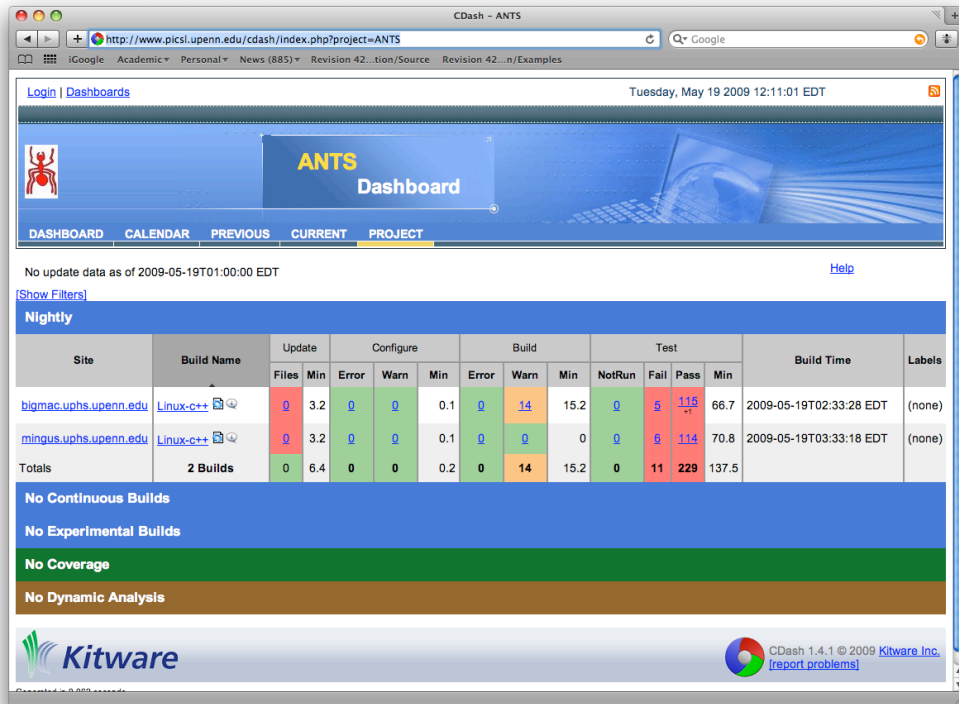 CDash – ANTS
http://www.picsl.upenn.edu/cdash/index.php?project=ANTS
Google
iGoogle Academic Personal News (885) Revision 42...tion/Source Revision 42...n/Examples
Login | Dashboards Tuesday, May 19 2009 12:11:01 EDT
ANTS
Dashboard
DASHBOARD CALENDAR PREVIOUS CURRENT PROJECT
No update data as of 2009-05-19T01:00:00 EDT Help
[Show Filters]
Nightly
Site Build Name Update Configure Build Test Build Time Labels
Files Min Error Warn Min Error Warn Min NotRun Fail Pass Min
bigmac.uphs.upenn.edu Linux-c++ 0 3.2 0 0 0.1 0 14 15.2 0 5 115 +1 66.7 2009-05-19T02:33:28 EDT (none)
mingus.uphs.upenn.edu Linux-c++ 0 3.2 0 0 0.1 0 0 0 0 6 114 70.8 2009-05-19T03:33:18 EDT (none)
Totals 2 Builds 0 6.4 0 0 0.2 0 14 15.2 0 11 229 137.5
No Continuous Builds
No Experimental Builds
No Coverage
No Dynamic Analysis
Kitware
CDash 1.4.1 © 2009 Kitware Inc.
[report problems]